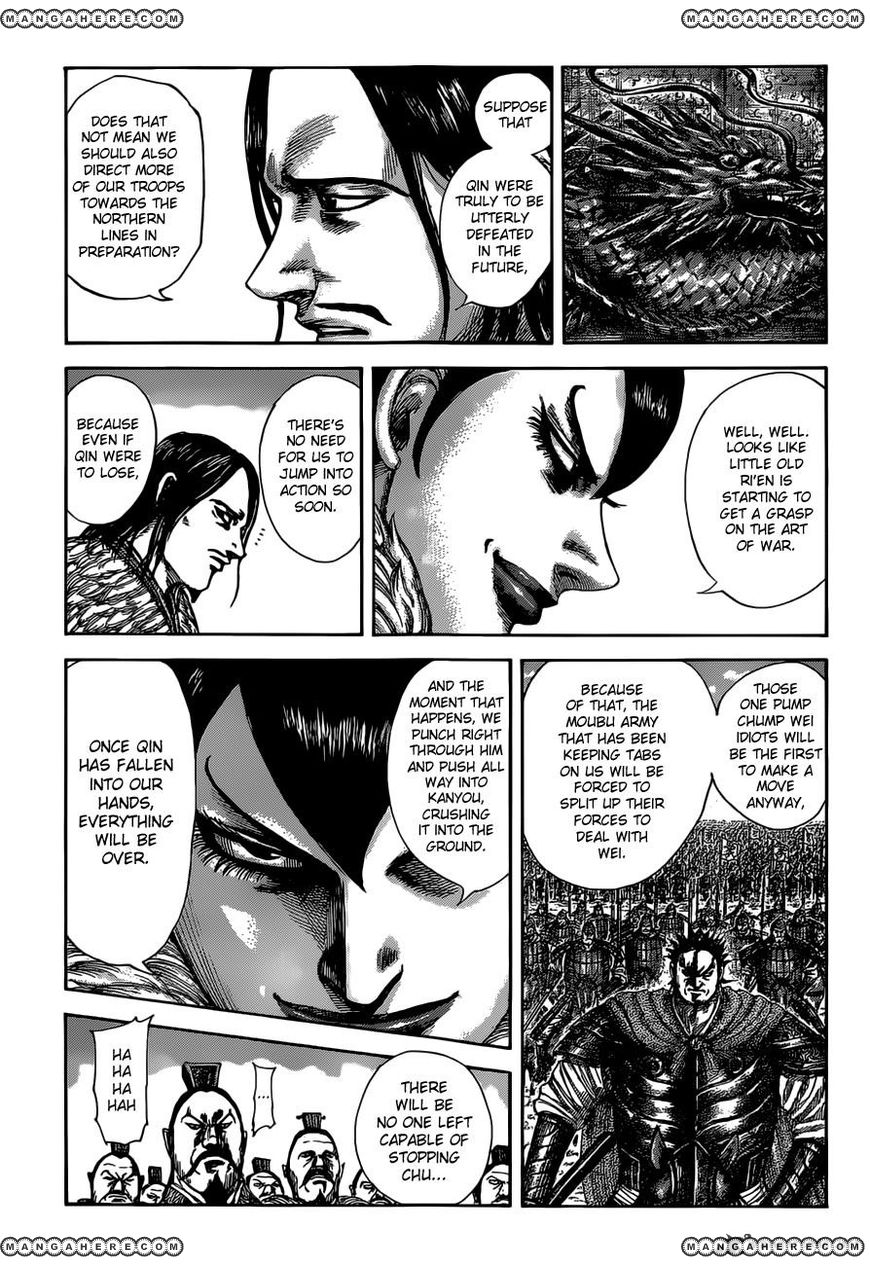 MANGAHERE.COM
MANGAHERE.COM
SUPPOSE
THAT
QIN WERE
TRULY TO BE
UTTERLY
DEFEATED
IN THE
FUTURE,
DOES THAT
NOT MEAN WE
SHOULD ALSO
DIRECT MORE
OF OUR TROOPS
TOWARDS THE
NORTHERN
LINES IN
PREPARATION?
WELL, WELL.
LOOKS LIKE
LITTLE OLD
RI'EN IS
STARTING TO
GET A GRASP
ON THE ART
OF WAR.
THERE'S
NO NEED
FOR US TO
JUMP INTO
ACTION SO
SOON.
...
BECAUSE
EVEN IF
QIN WERE
TO LOSE,
THOSE
ONE PUMP
CHUMP WEI
IDIOTS WILL
BE THE FIRST
TO MAKE A
MOVE
ANYWAY,
BECAUSE
OF THAT, THE
MOUBU ARMY
THAT HAS BEEN
KEEPING TABS
ON US WILL BE
FORCED TO
SPLIT UP THEIR
FORCES TO
DEAL WITH
WEI.
AND THE
MOMENT THAT
HAPPENS, WE
PUNCH RIGHT
THROUGH HIM
AND PUSH ALL
WAY INTO
KANYOU,
CRUSHING
IT INTO THE
GROUND.
ONCE QIN
HAS FALLEN
INTO OUR
HANDS,
EVERYTHING
WILL BE
OVER.
THERE
WILL BE
NO ONE LEFT
CAPABLE OF
STOPPING
CHU...
...
HA
HA
HA
HAH
MANGAHERE.COM
MANGAHERE.COM